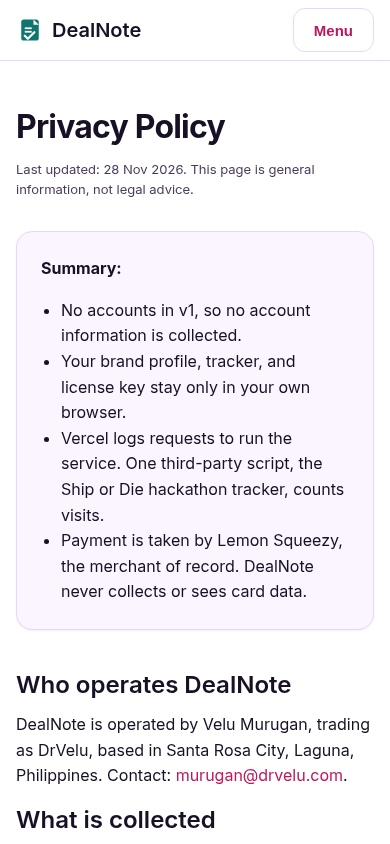 DealNote
Menu
Privacy Policy
Last updated: 28 Nov 2026. This page is general
information, not legal advice.
Summary:
• No accounts in v1, so no account
information is collected.
• Your brand profile, tracker, and
license key stay only in your own
browser.
• Vercel logs requests to run the
service. One third-party script, the
Ship or Die hackathon tracker, counts
visits.
• Payment is taken by Lemon Squeezy,
the merchant of record. DealNote
never collects or sees card data.
Who operates DealNote
DealNote is operated by Velu Murugan, trading
as DrVelu, based in Santa Rosa City, Laguna,
Philippines. Contact: murugan@drvelu.com.
What is collected